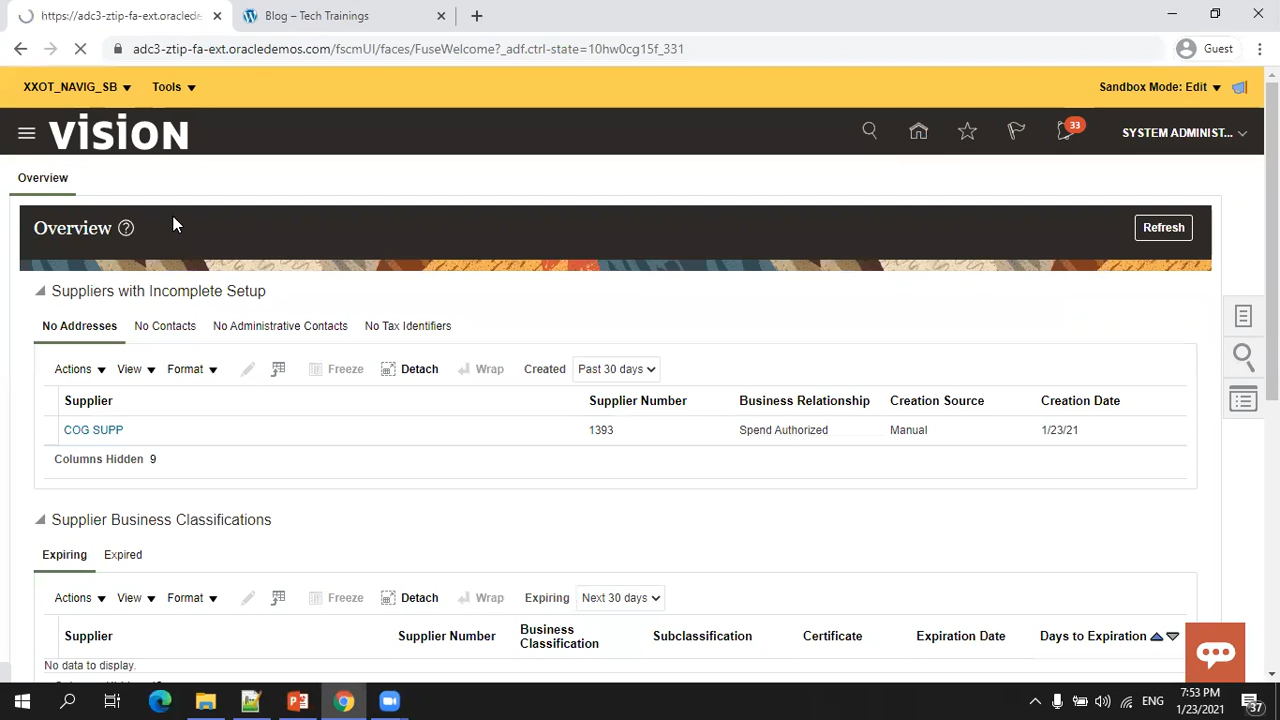 https://adc3-ztip-fa-ext.oracledemo
Blog – Tech Trainings
adc3-ztip-fa-ext.oracledemos.com/fscmUI/faces/FuseWelcome?_adf.ctrl-state=10hw0cg15f_331
Guest
XXOT_NAVIG_SB
Tools
Sandbox Mode: Edit
VISION
33
SYSTEM ADMINIST...
Overview
Overview ?
Refresh
Suppliers with Incomplete Setup
No Addresses No Contacts No Administrative Contacts No Tax Identifiers
Actions View Format Freeze Detach Wrap Created Past 30 days
Supplier Supplier Number Business Relationship Creation Source Creation Date
COG SUPP 1393 Spend Authorized Manual 1/23/21
Columns Hidden 9
Supplier Business Classifications
Expiring Expired
Actions View Format Freeze Detach Wrap Expiring Next 30 days
Supplier Supplier Number Business Classification Subclassification Certificate Expiration Date Days to Expiration
No data to display.
ENG
7:53 PM
1/23/2021
37